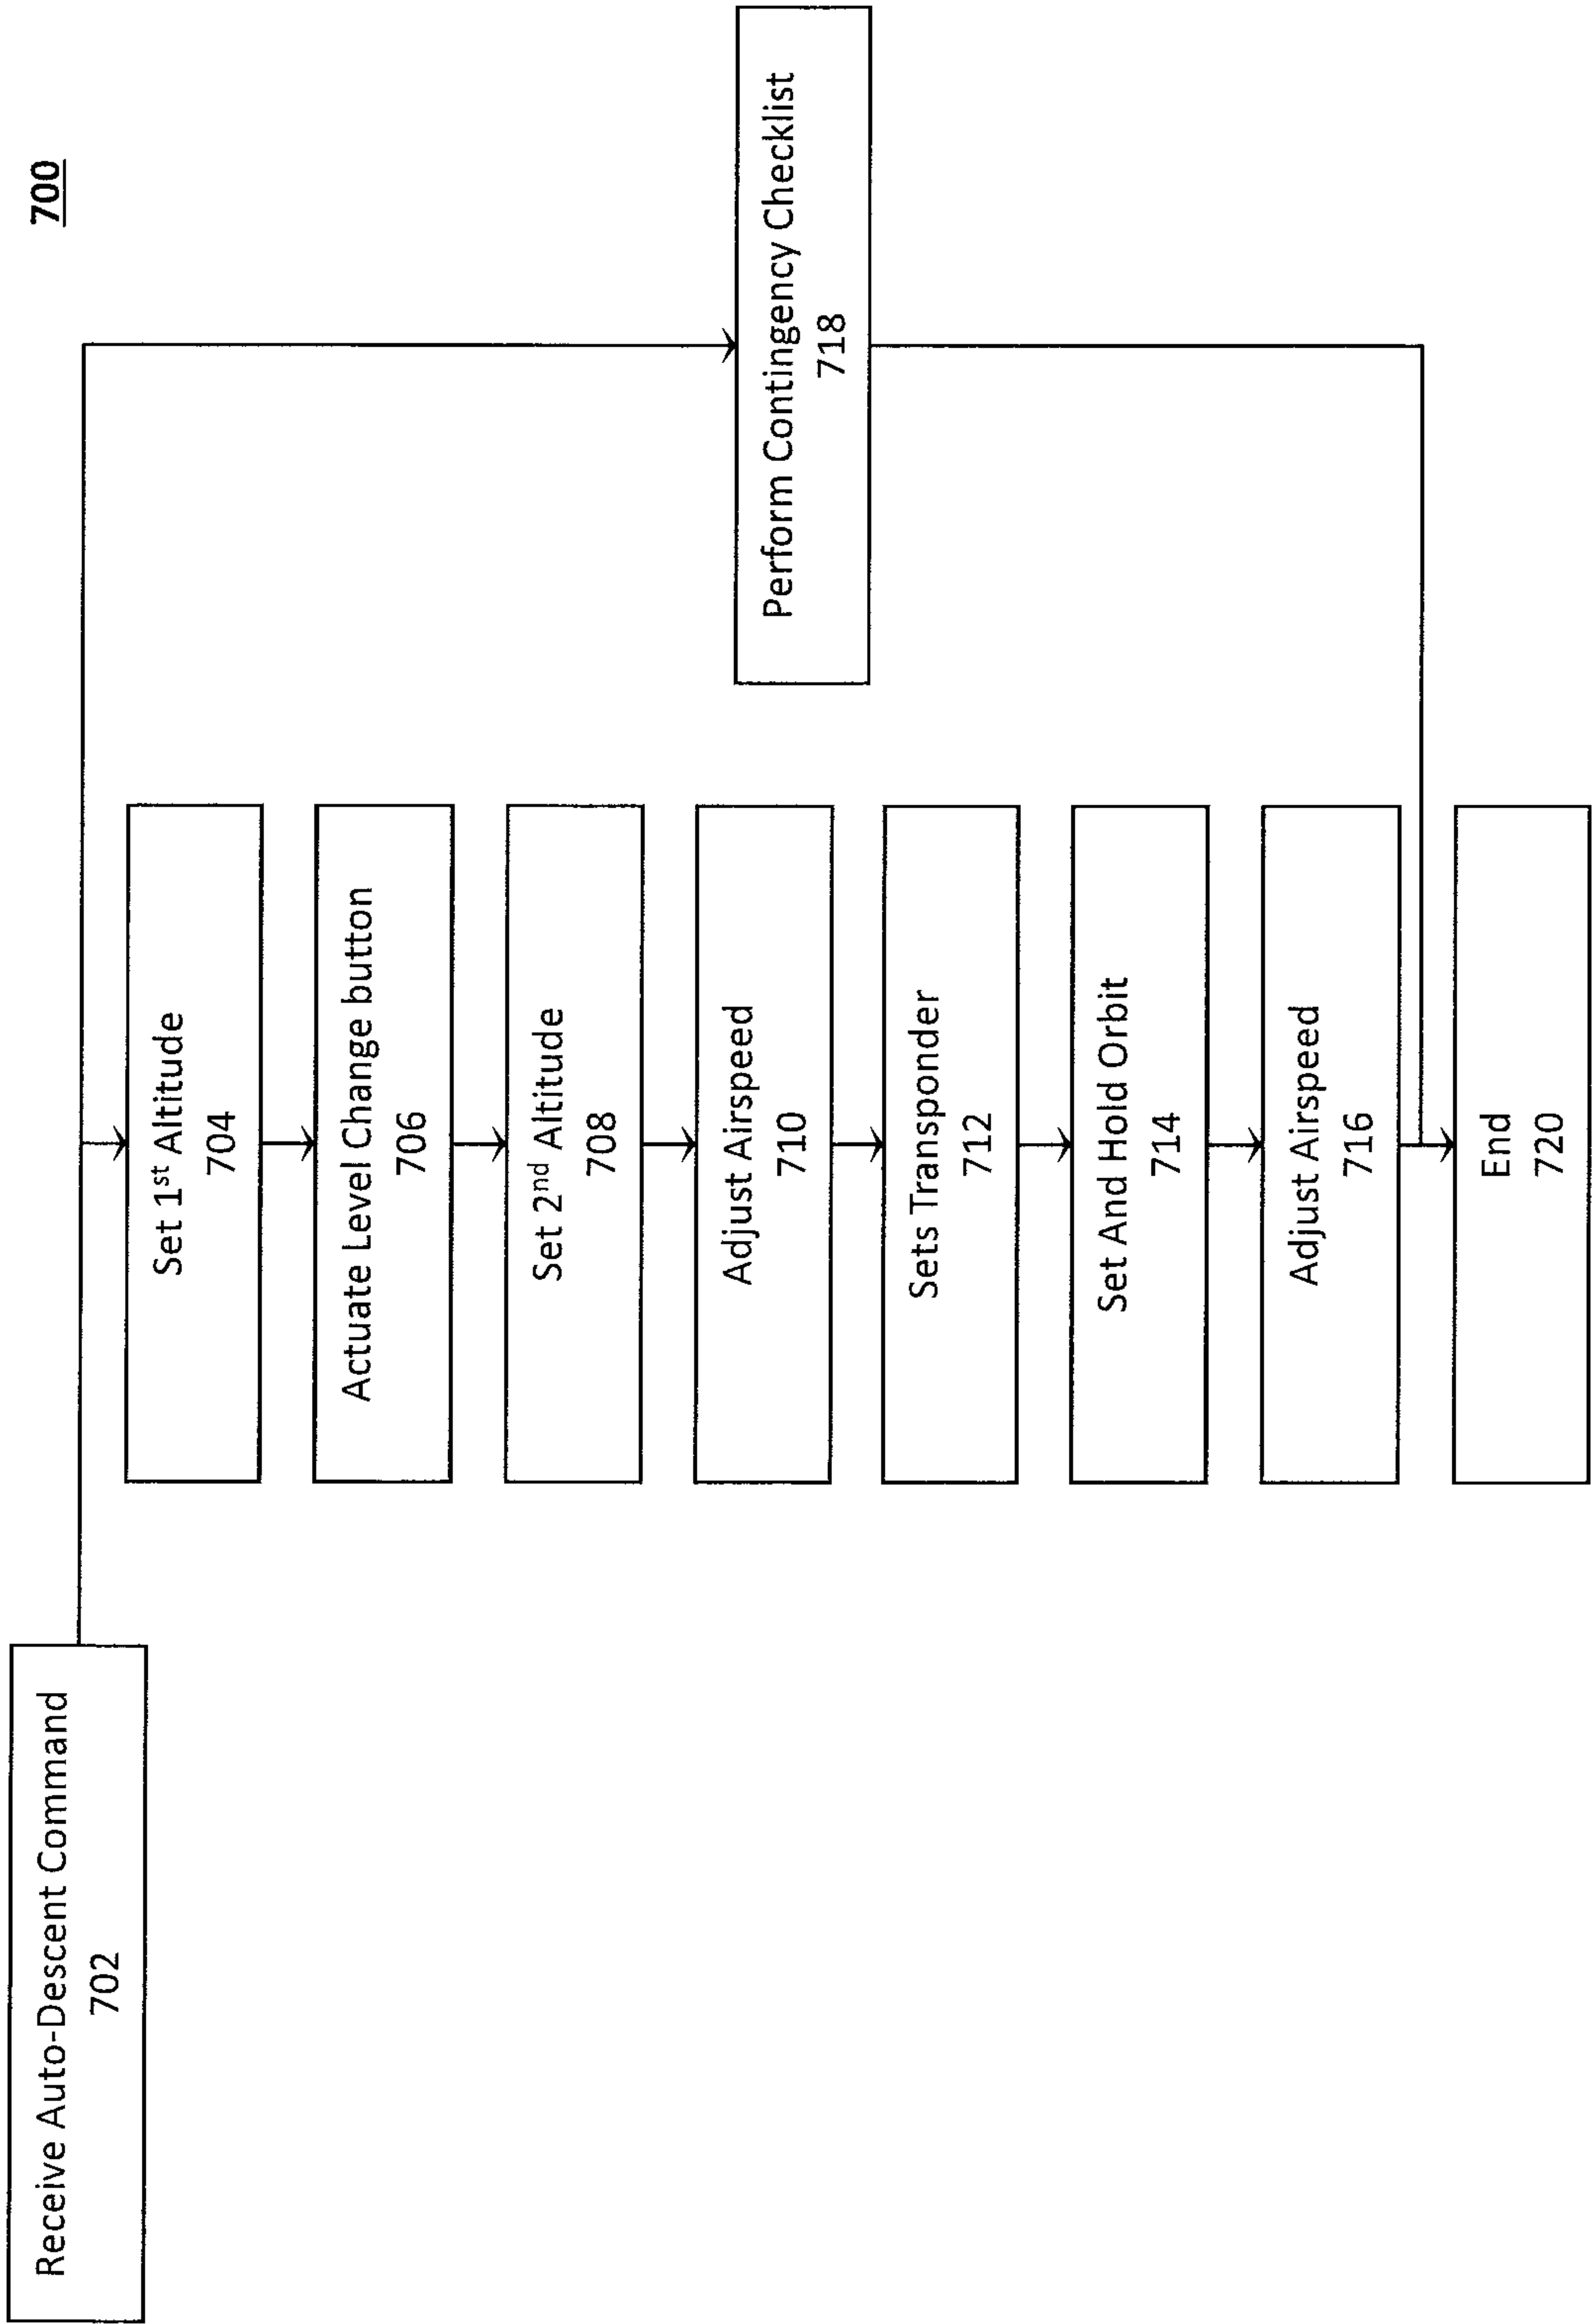 700
Receive Auto-Descent Command
702
Set 1st Altitude
704
Actuate Level Change button
706
Set 2nd Altitude
708
Adjust Airspeed
710
Sets Transponder
712
Set And Hold Orbit
714
Adjust Airspeed
716
Perform Contingency Checklist
718
End
720